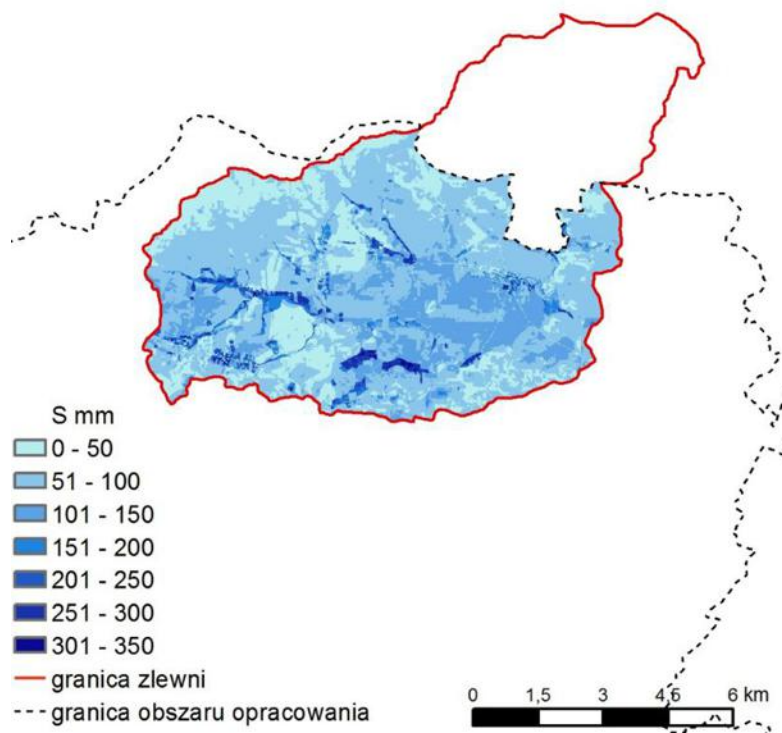 S mm
0 - 50
51 - 100
101 - 150
151 - 200
201 - 250
251 - 300
301 - 350
granica zlewni
granica obszaru opracowania
0 1,5 3 4,5 6 km